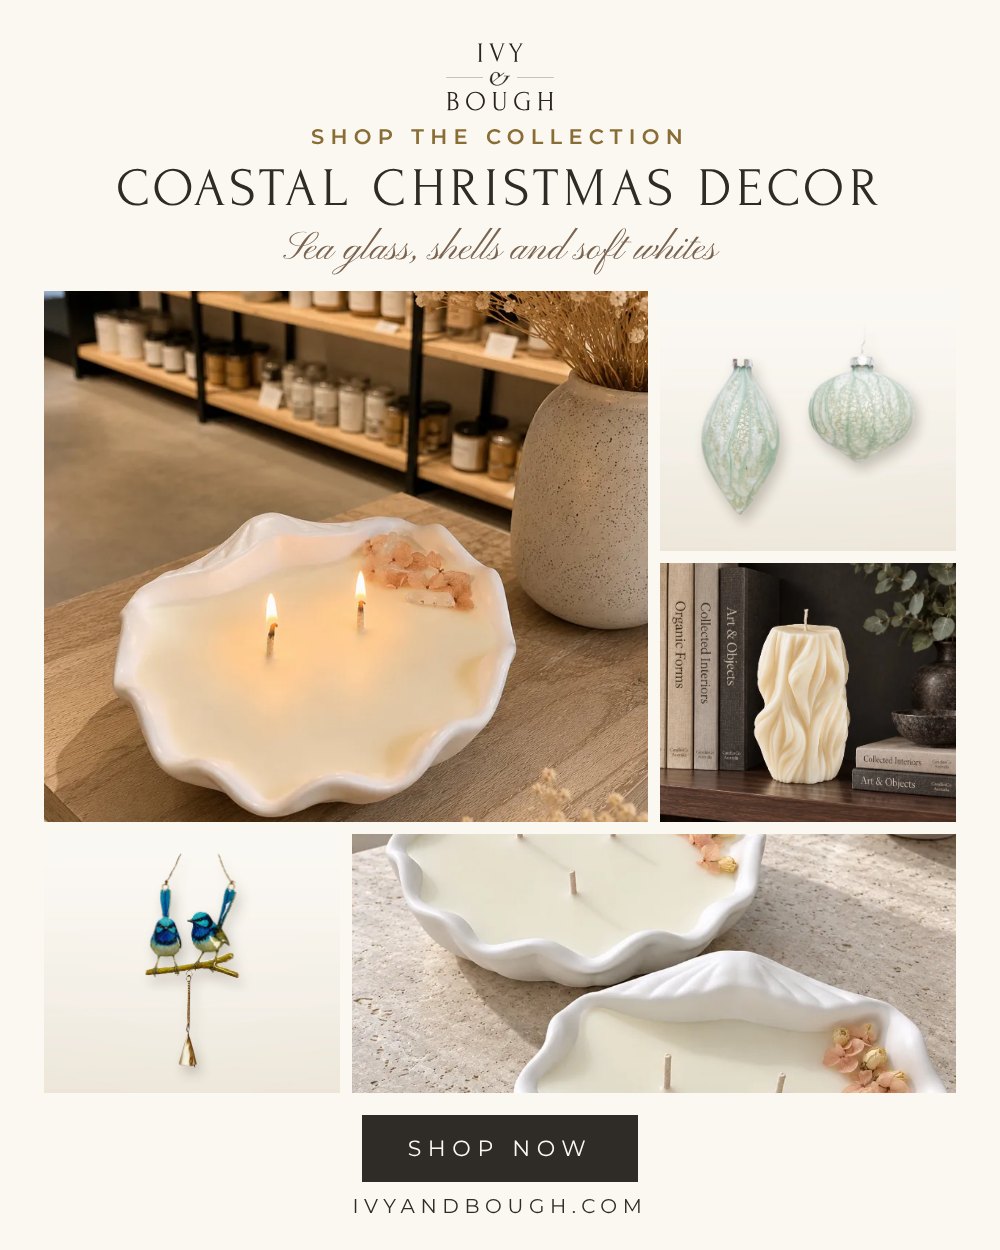 IVY
&
BOUGH
SHOP THE COLLECTION
COASTAL CHRISTMAS DECOR
Sea glass, shells and soft whites
Organic Forms
Collected Interiors
Art & Objects
Collected Interiors
Art & Objects
SHOP NOW
IVYANDBOUGH.COM